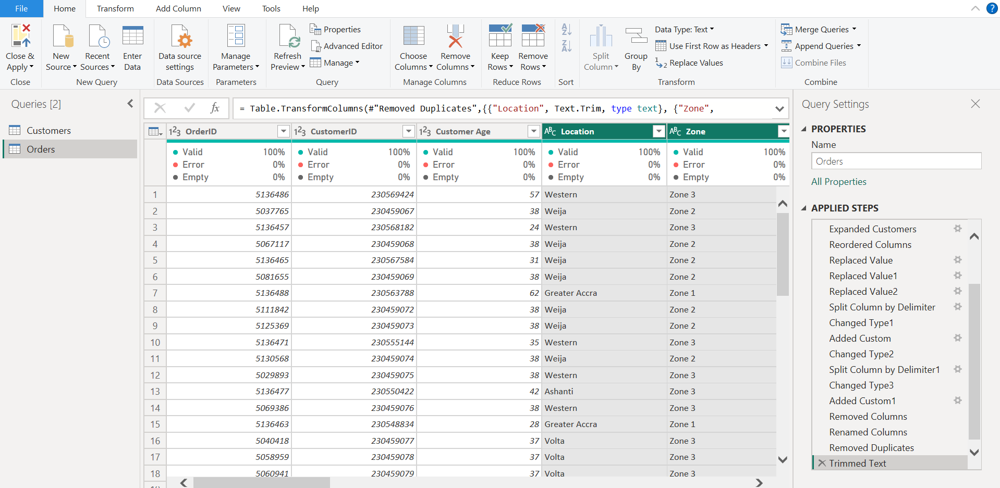 File Home Transform Add Column View Tools Help ?
Close & Apply
New Source
Recent Sources
Enter Data
Data source settings
Manage Parameters
Refresh Preview
Properties
Advanced Editor
Manage
Choose Columns
Remove Columns
Keep Rows
Remove Rows
A Z
Z A
Split Column
Group By
Data Type: Text
Use First Row as Headers
1 2 Replace Values
Merge Queries
Append Queries
Combine Files
Close New Query Data Sources Parameters Query Manage Columns Reduce Rows Sort Transform Combine
Queries [2]
Customers
Orders
fx = Table.TransformColumns(#"Removed Duplicates",{{"Location", Text.Trim, type text}, {"Zone",
123 OrderID 123 CustomerID 123 Customer Age ABC Location ABC Zone
Valid 100% Valid 100% Valid 100% Valid 100% Valid 100%
Error 0% Error 0% Error 0% Error 0% Error 0%
Empty 0% Empty 0% Empty 0% Empty 0% Empty 0%
1 5136486 230569424 57 Western Zone 3
2 5037765 230459067 38 Weija Zone 2
3 5136457 230568182 24 Western Zone 3
4 5067117 230459068 38 Weija Zone 2
5 5136465 230567584 31 Weija Zone 2
6 5081655 230459069 38 Weija Zone 2
7 5136488 230563788 62 Greater Accra Zone 1
8 5111842 230459072 38 Weija Zone 2
9 5125369 230459073 38 Weija Zone 2
10 5136471 230555144 35 Western Zone 3
11 5130568 230459074 38 Weija Zone 2
12 5029893 230459075 38 Western Zone 3
13 5136477 230550422 42 Ashanti Zone 3
14 5069386 230459076 38 Western Zone 3
15 5136463 230548834 28 Greater Accra Zone 1
16 5040418 230459077 37 Volta Zone 3
17 5058959 230459078 37 Volta Zone 3
18 5060941 230459079 37 Volta Zone 3
Query Settings
PROPERTIES
Name
Orders
All Properties
APPLIED STEPS
Expanded Customers
Reordered Columns
Replaced Value
Replaced Value1
Replaced Value2
Split Column by Delimiter
Changed Type1
Added Custom
Changed Type2
Split Column by Delimiter1
Changed Type3
Added Custom1
Removed Columns
Renamed Columns
Removed Duplicates
Trimmed Text